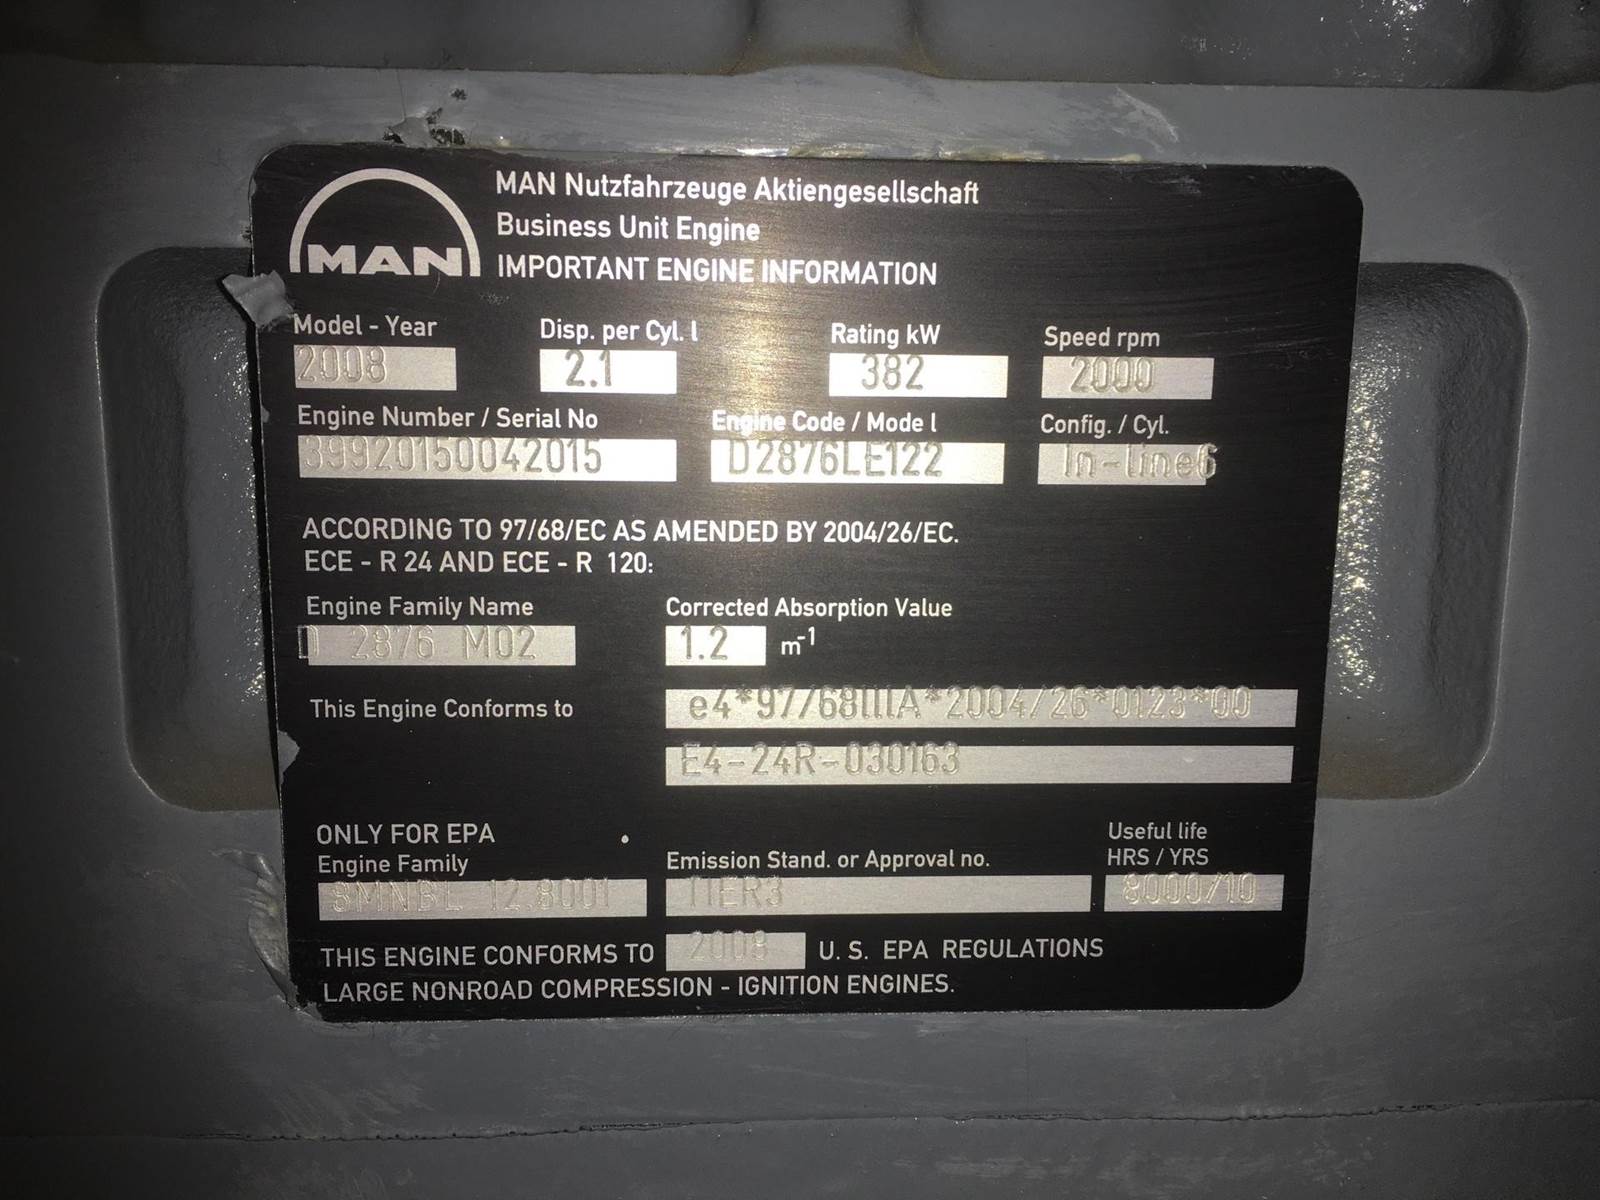 MAN
MAN Nutzfahrzeuge Aktiengesellschaft
Business Unit Engine
IMPORTANT ENGINE INFORMATION
Model - Year Disp. per Cyl. l Rating kW Speed rpm
2008 2.1 382 2000
Engine Number / Serial No Engine Code / Mode l Config. / Cyl.
39920150042015 D2876LE122 In-line6
ACCORDING TO 97/68/EC AS AMENDED BY 2004/26/EC.
ECE - R 24 AND ECE - R 120:
Engine Family Name Corrected Absorption Value
D 2876 M02 1.2 m-1
This Engine Conforms to e4*97/68IIIA*2004/26*0123*00
E4-24R-030163
ONLY FOR EPA
Engine Family Emission Stand. or Approval no. Useful life HRS / YRS
8MNBL 12.8001 TIER3 8000/10
THIS ENGINE CONFORMS TO 2008 U. S. EPA REGULATIONS
LARGE NONROAD COMPRESSION - IGNITION ENGINES.